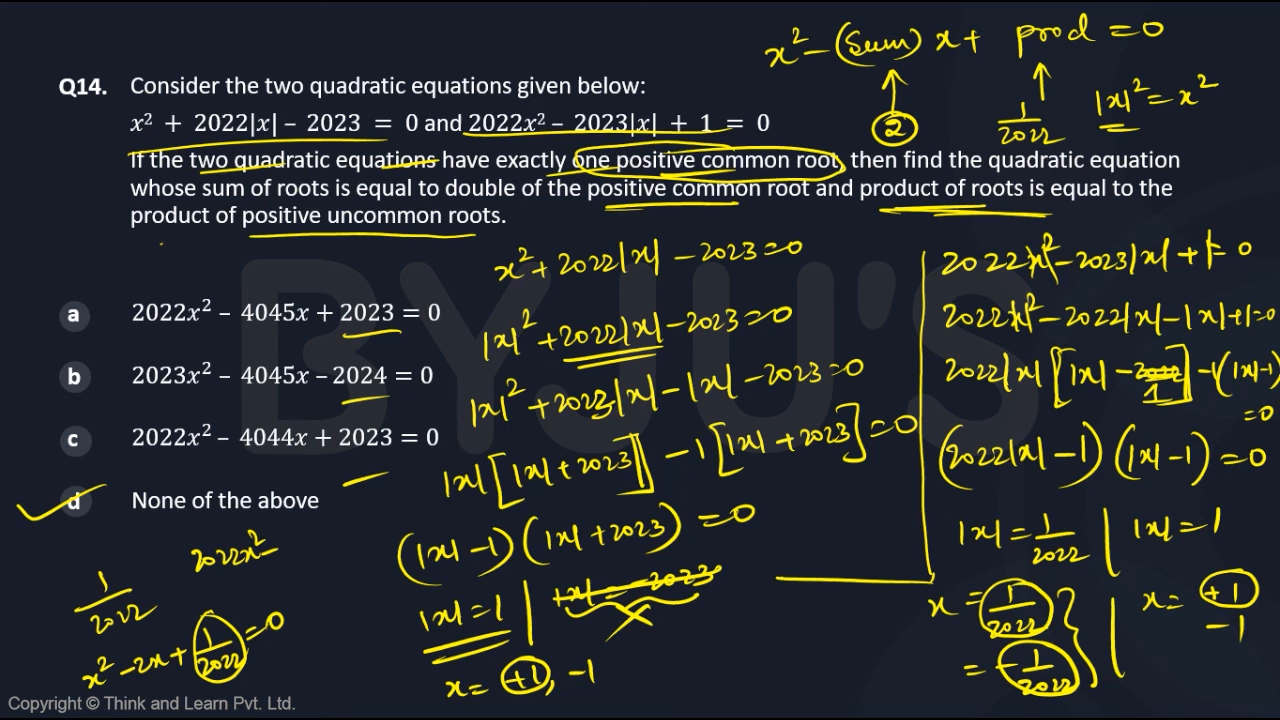 x² – (Sum) x + prod = 0
② 1/2022 |x|² = x²
Q14. Consider the two quadratic equations given below:
x² + 2022|x| – 2023 = 0 and 2022x² – 2023|x| + 1 = 0
If the two quadratic equations have exactly one positive common root, then find the quadratic equation
whose sum of roots is equal to double of the positive common root and product of roots is equal to the
product of positive uncommon roots.
a 2022x² – 4045x + 2023 = 0
b 2023x² – 4045x – 2024 = 0
c 2022x² – 4044x + 2023 = 0
d None of the above
x² + 2022|x| – 2023 = 0
|x|² + 2022|x| – 2023 = 0
|x|² + 2023|x| – |x| – 2023 = 0
|x| [|x| + 2023] – 1 [|x| + 2023] = 0
(|x| – 1) (|x| + 2023) = 0
|x| = 1 | |x| = –2023
x = +1, –1
2022|x|² – 2023|x| + 1 = 0
2022|x|² – 2022|x| – |x| + 1 = 0
2022|x| [|x| – 1] – 1(|x| – 1)
= 0
(2022|x| – 1) (|x| – 1) = 0
|x| = 1/2022 | |x| = 1
x = 1/2022 | x = +1
= – 1/2022 –1
2022x²
1/2022
x² – 2x + 1/2022 = 0
BYJU'S
Copyright © Think and Learn Pvt. Ltd.